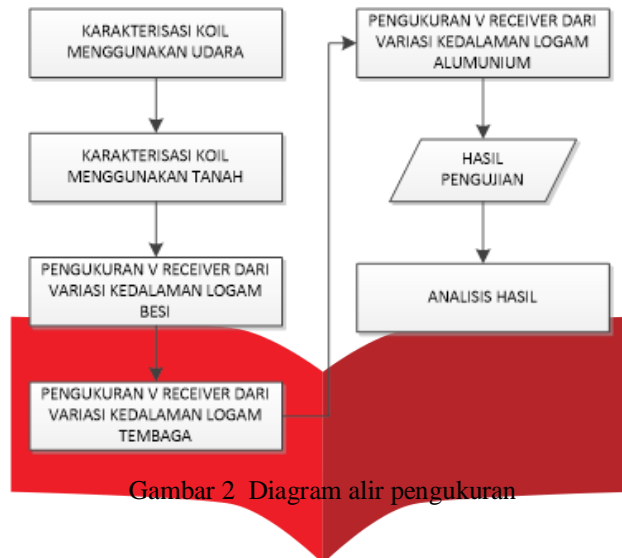 KARAKTERISASI KOIL
MENGGUNAKAN UDARA
KARAKTERISASI KOIL
MENGGUNAKAN TANAH
PENGUKURAN V RECEIVER DARI
VARIASI KEDALAMAN LOGAM
BESI
PENGUKURAN V RECEIVER DARI
VARIASI KEDALAMAN LOGAM
TEMBAGA
PENGUKURAN V RECEIVER DARI
VARIASI KEDALAMAN LOGAM
ALUMUNIUM
HASIL
PENGUJIAN
ANALISIS HASIL
Gambar 2 Diagram alir pengukuran